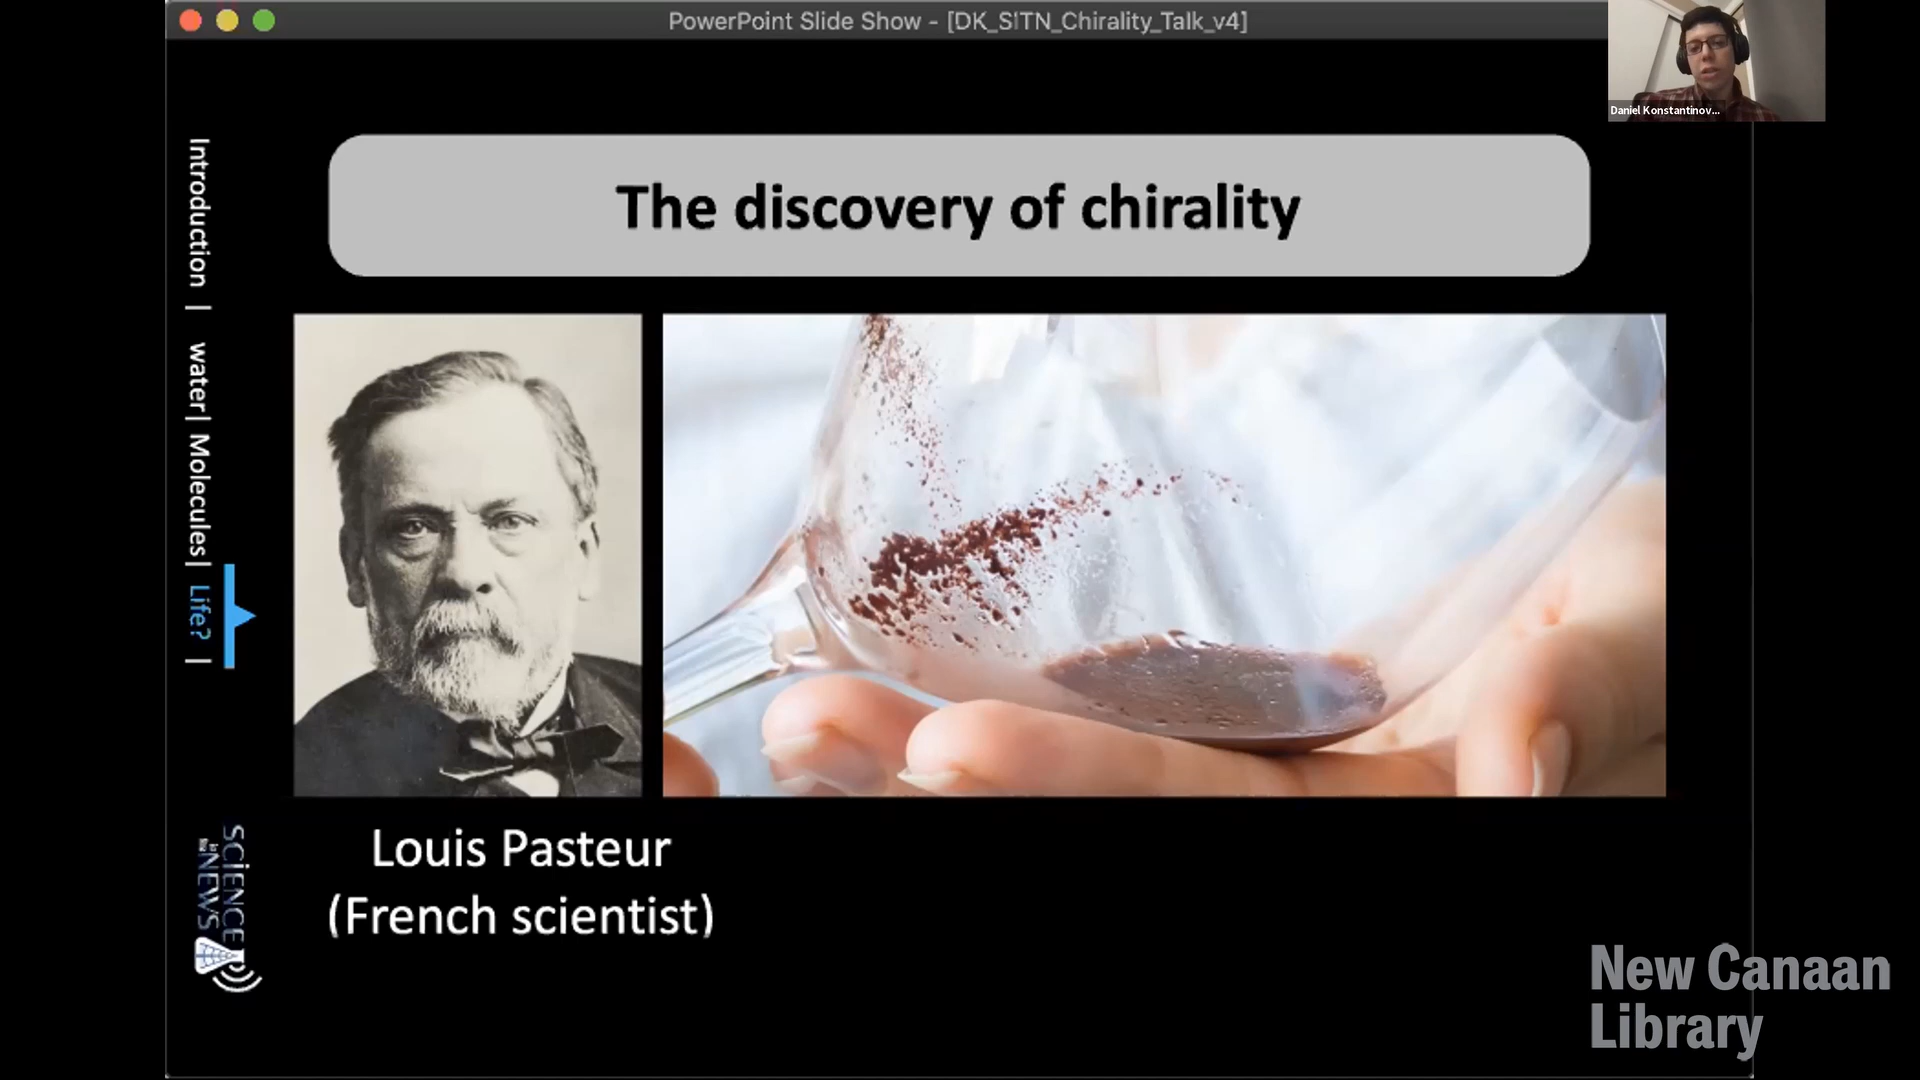 PowerPoint Slide Show - [DK_SITN_Chirality_Talk_v4]
Daniel Konstantinov...
The discovery of chirality
Introduction | water| Molecules| Life? |
Louis Pasteur
(French scientist)
SCIENCE
in the NEWS
New Canaan
Library